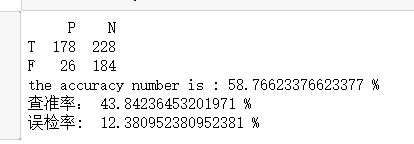 P N
T 178 228
F 26 184
the accuracy number is : 58.76623376623377 %
查准率： 43.84236453201971 %
误检率: 12.380952380952381 %